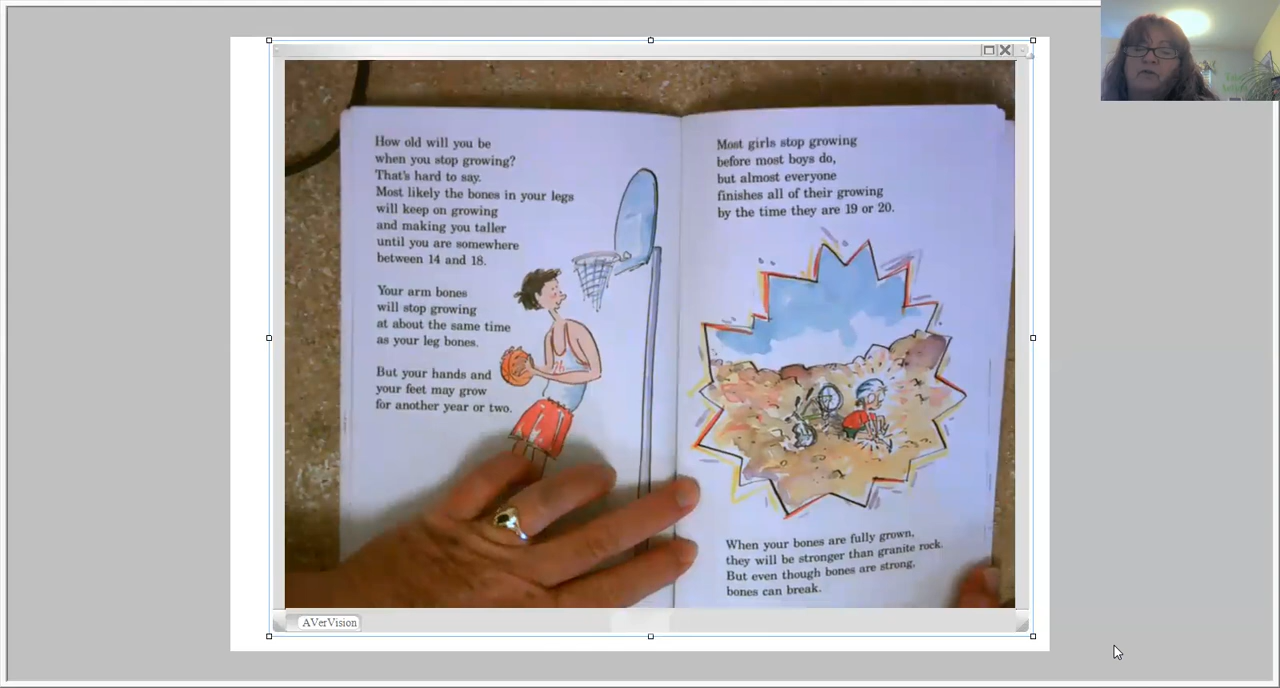 How old will you be
when you stop growing?
That's hard to say.
Most likely the bones in your legs
will keep on growing
and making you taller
until you are somewhere
between 14 and 18.
Your arm bones
will stop growing
at about the same time
as your leg bones.
But your hands and
your feet may grow
for another year or two.
Most girls stop growing
before most boys do,
but almost everyone
finishes all of their growing
by the time they are 19 or 20.
When your bones are fully grown,
they will be stronger than granite rock.
But even though bones are strong,
bones can break.
AVerVision